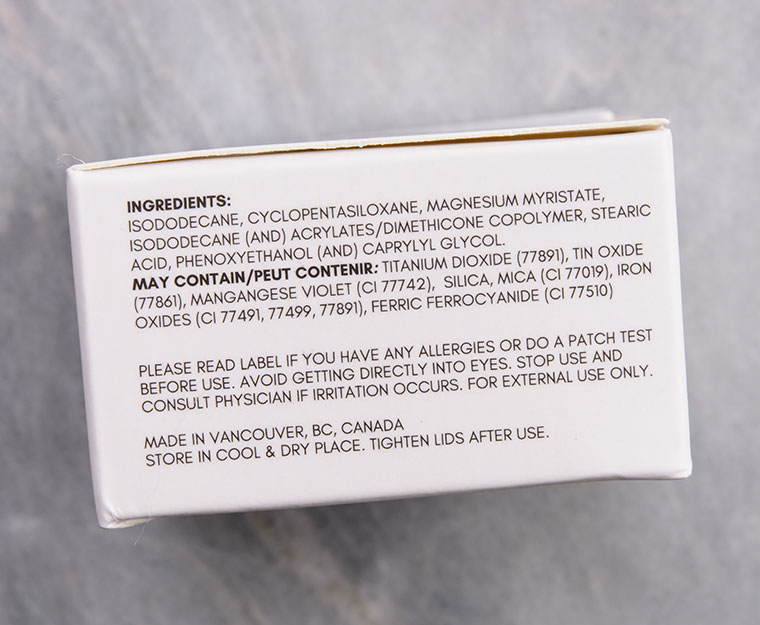 INGREDIENTS:
ISODODECANE, CYCLOPENTASILOXANE, MAGNESIUM MYRISTATE,
ISODODECANE (AND) ACRYLATES/DIMETHICONE COPOLYMER, STEARIC
ACID, PHENOXYETHANOL (AND) CAPRYLYL GLYCOL.
MAY CONTAIN/PEUT CONTENIR: TITANIUM DIOXIDE (77891), TIN OXIDE
(77861), MANGANGESE VIOLET (CI 77742), SILICA, MICA (CI 77019), IRON
OXIDES (CI 77491, 77499, 77891), FERRIC FERROCYANIDE (CI 77510)
PLEASE READ LABEL IF YOU HAVE ANY ALLERGIES OR DO A PATCH TEST
BEFORE USE. AVOID GETTING DIRECTLY INTO EYES. STOP USE AND
CONSULT PHYSICIAN IF IRRITATION OCCURS. FOR EXTERNAL USE ONLY.
MADE IN VANCOUVER, BC, CANADA
STORE IN COOL & DRY PLACE. TIGHTEN LIDS AFTER USE.